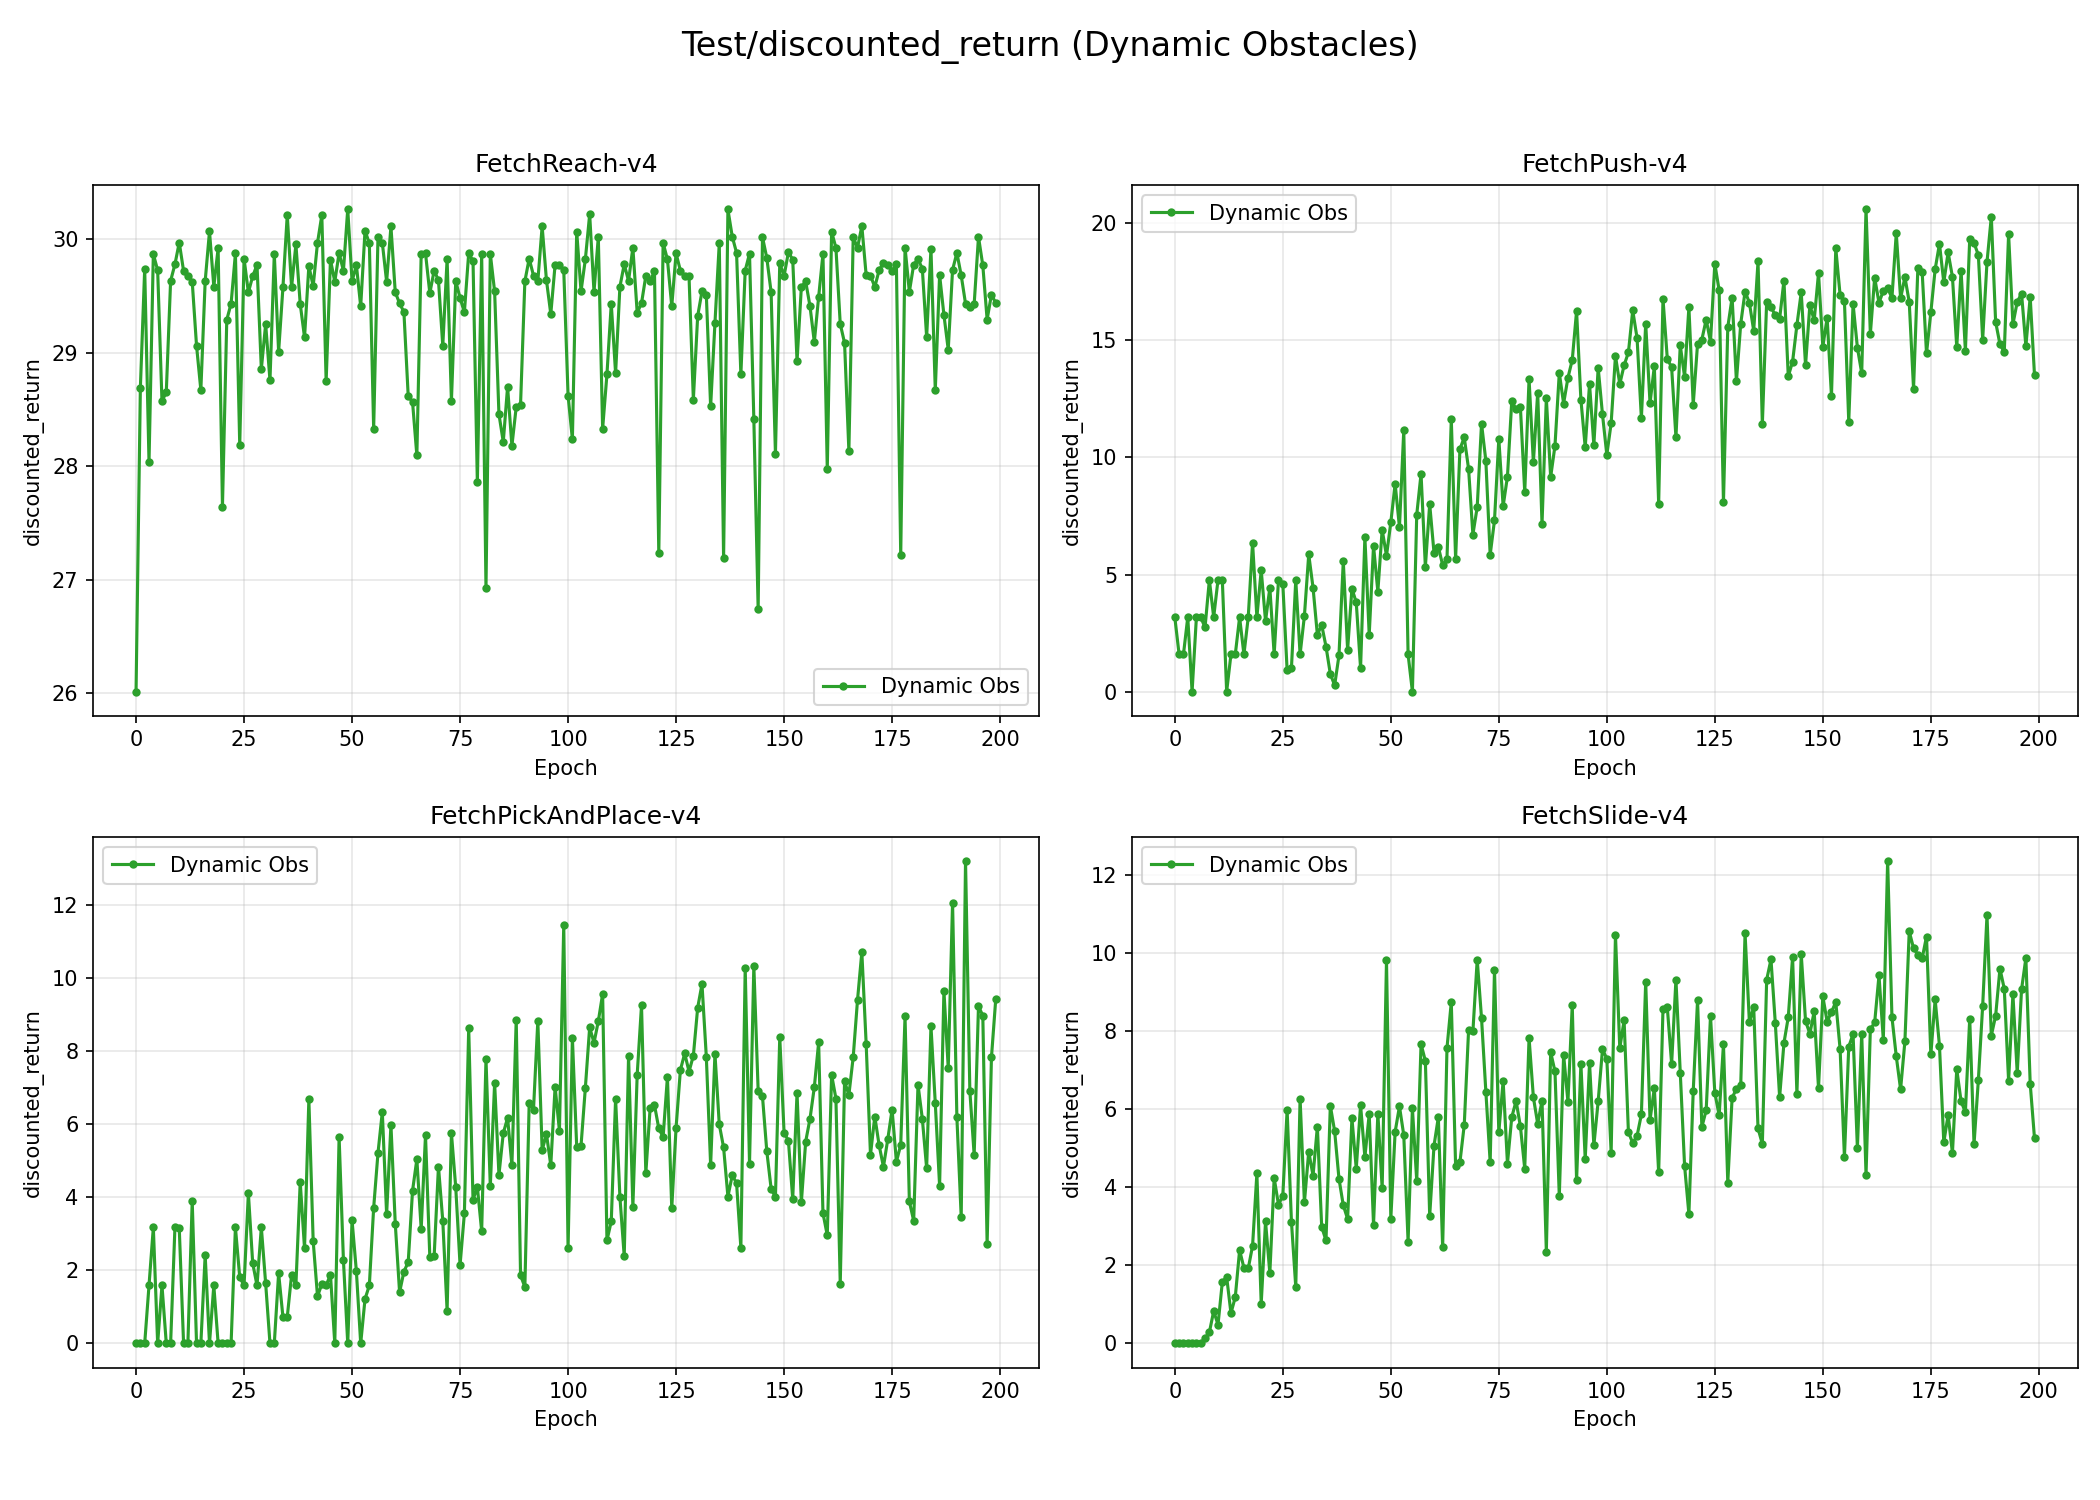 Test/discounted_return (Dynamic Obstacles)
FetchReach-v4
discounted_return
30
29
28
27
26
Dynamic Obs
0 25 50 75 100 125 150 175 200
Epoch
FetchPush-v4
Dynamic Obs
discounted_return
20
15
10
5
0
0 25 50 75 100 125 150 175 200
Epoch
FetchPickAndPlace-v4
Dynamic Obs
discounted_return
12
10
8
6
4
2
0
0 25 50 75 100 125 150 175 200
Epoch
FetchSlide-v4
Dynamic Obs
discounted_return
12
10
8
6
4
2
0
0 25 50 75 100 125 150 175 200
Epoch